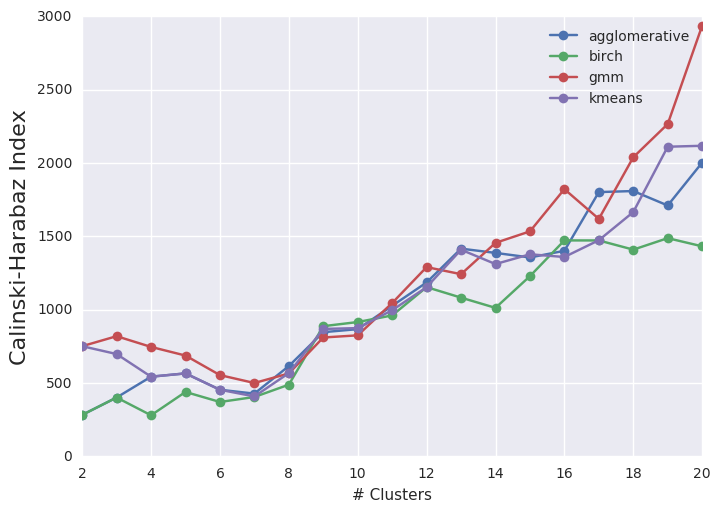 Calinski-Harabaz Index
3000
2500
2000
1500
1000
500
0
agglomerative
birch
gmm
kmeans
2 4 6 8 10 12 14 16 18 20
# Clusters